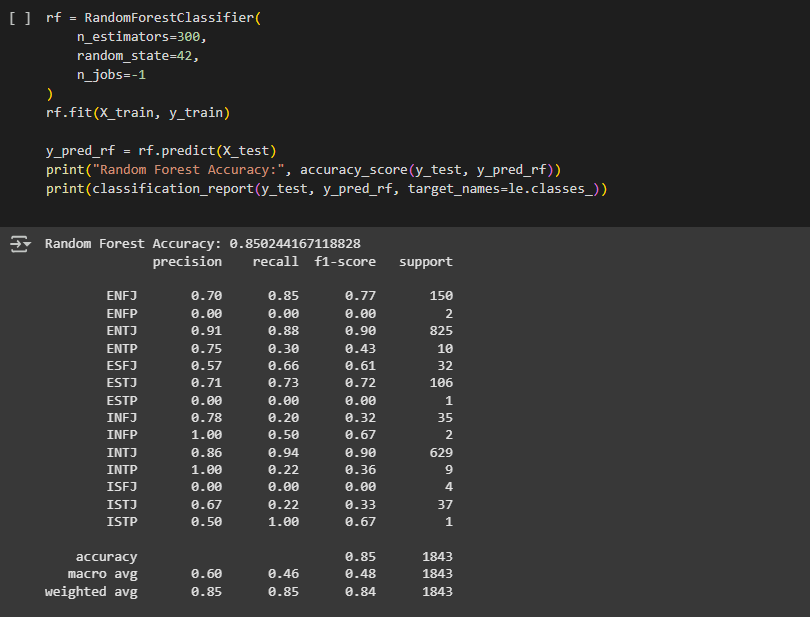 [ ] rf = RandomForestClassifier(
    n_estimators=300,
    random_state=42,
    n_jobs=-1
)
rf.fit(X_train, y_train)
y_pred_rf = rf.predict(X_test)
print("Random Forest Accuracy:", accuracy_score(y_test, y_pred_rf))
print(classification_report(y_test, y_pred_rf, target_names=le.classes_))
Random Forest Accuracy: 0.850244167118828
precision    recall  f1-score   support
ENFJ       0.70      0.85      0.77       150
ENFP       0.00      0.00      0.00         2
ENTJ       0.91      0.88      0.90       825
ENTP       0.75      0.30      0.43        10
ESFJ       0.57      0.66      0.61        32
ESTJ       0.71      0.73      0.72       106
ESTP       0.00      0.00      0.00         1
INFJ       0.78      0.20      0.32        35
INFP       1.00      0.50      0.67         2
INTJ       0.86      0.94      0.90       629
INTP       1.00      0.22      0.36         9
ISFJ       0.00      0.00      0.00         4
ISTJ       0.67      0.22      0.33        37
ISTP       0.50      1.00      0.67         1
accuracy                           0.85      1843
macro avg       0.60      0.46      0.48      1843
weighted avg       0.85      0.85      0.84      1843